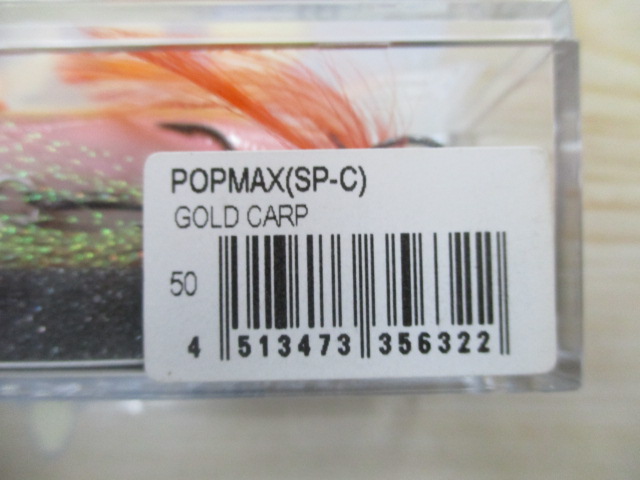 POPMAX(SP-C)
GOLD CARP
50
4 513473 356322